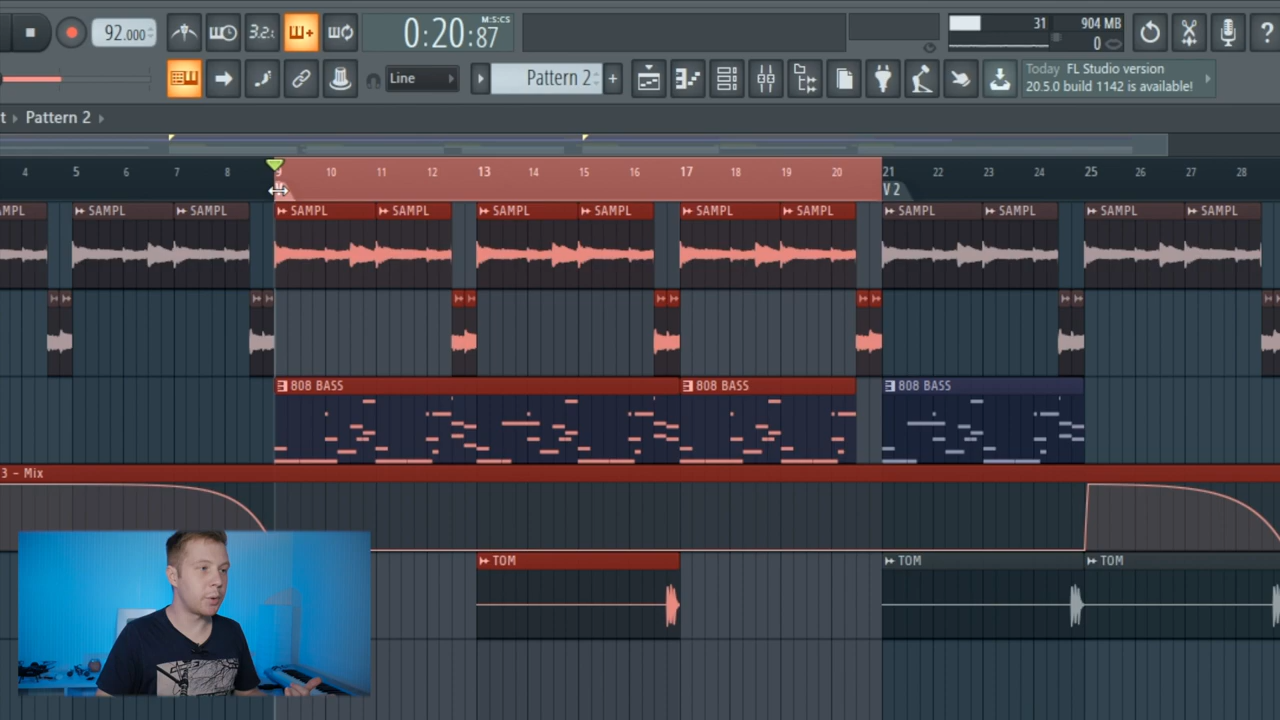 92.000
3.2.
0:20:87
M:S:CS
31
904 MB
0
Line
Pattern 2
+
Today FL Studio version
20.5.0 build 1142 is available!
?
t
Pattern 2
4 5 6 7 8 9 10 11 12 13 14 15 16 17 18 19 20 21 22 23 24 25 26 27 28
V 2
MPL SAMPL SAMPL SAMPL SAMPL SAMPL SAMPL SAMPL SAMPL SAMPL SAMPL SAMPL SAMPL
808 BASS 808 BASS 808 BASS
3 - Mix
TOM TOM TOM